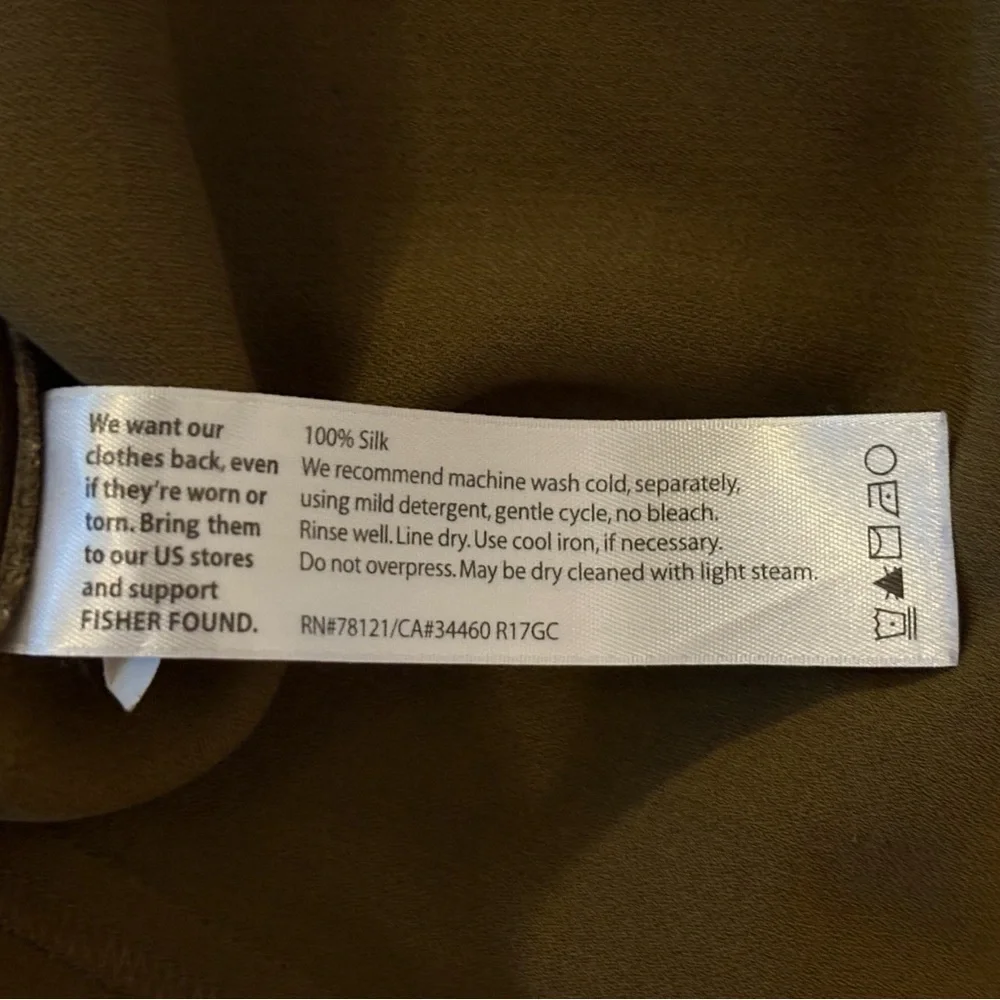 We want our
clothes back, even
if they're worn or
torn. Bring them
to our US stores
and support
FISHER FOUND.
100% Silk
We recommend machine wash cold, separately,
using mild detergent, gentle cycle, no bleach.
Rinse well. Line dry. Use cool iron, if necessary.
Do not overpress. May be dry cleaned with light steam.
RN#78121/CA#34460 R17GC